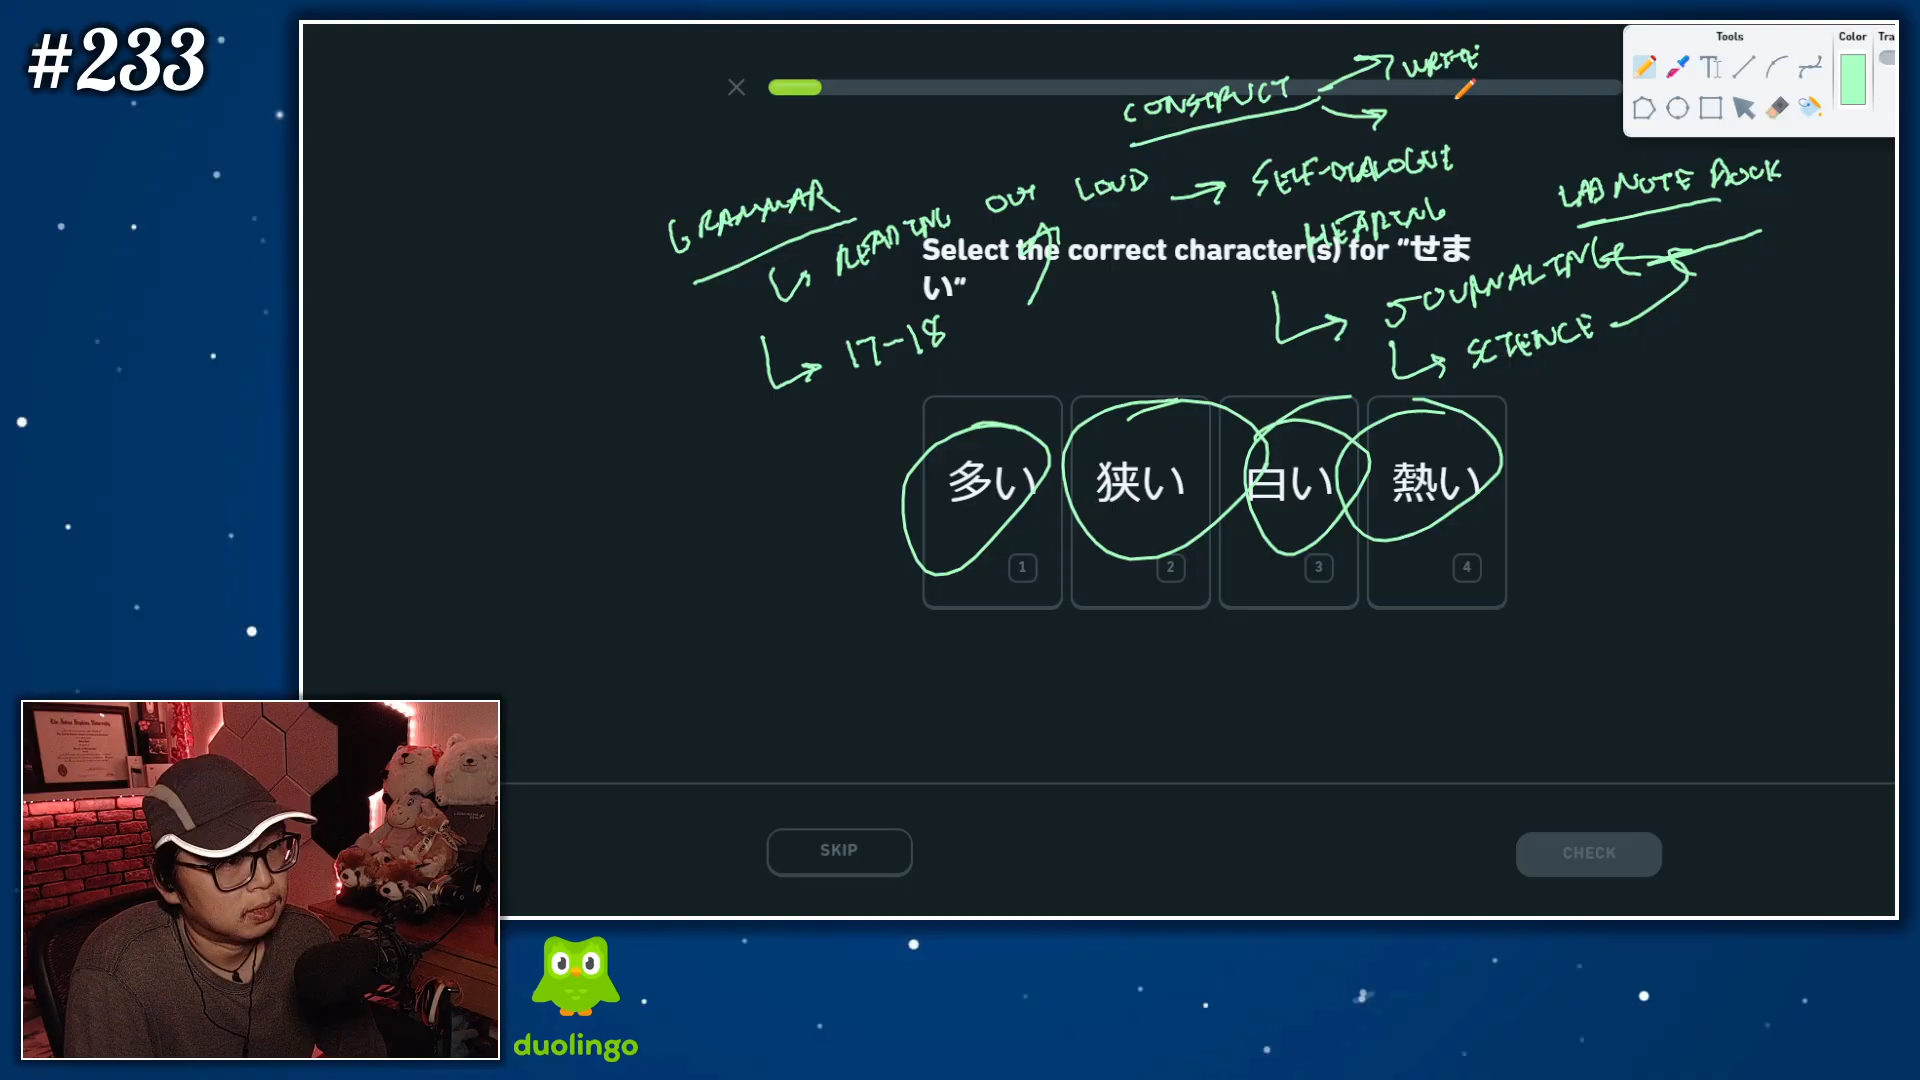 #233
Tools
Color
Tra
CONSTRUCT
WRITE
GRAMMAR
READING OUT LOUD
SELF-DIALOGUE
HEARING
LAB NOTE BOOK
JOURNALING
SCIENCE
17-18
Select the correct character(s) for "せま
い"
多い
狭い
白い
熱い
1
2
3
4
SKIP
CHECK
duolingo